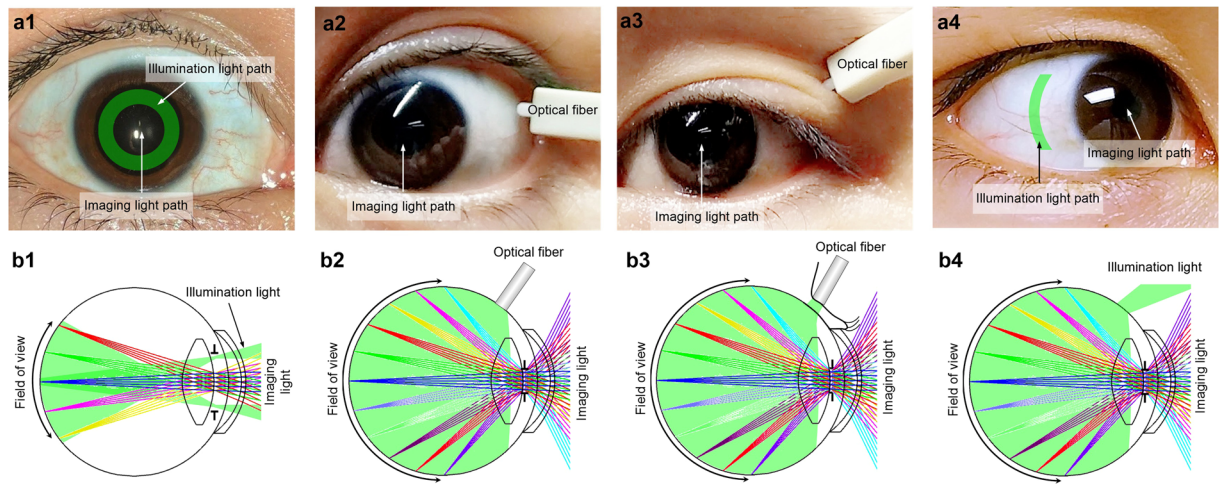 a1
Illumination light path
Imaging light path
a2
Optical fiber
Imaging light path
a3
Optical fiber
Imaging light path
a4
Imaging light path
Illumination light path
b1
Illumination light
Field of view
Imaging
light
b2
Optical fiber
Field of view
Imaging light
b3
Optical fiber
Field of view
Imaging light
b4
Illumination light
Field of view
Imaging light